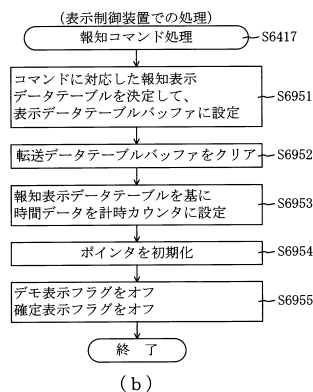 (表示制御装置での処理)
報知コマンド処理
S6417
コマンドに対応した報知表示
データテーブルを決定して、
表示データテーブルバッファに設定
S6951
転送データテーブルバッファをクリア
S6952
報知表示データテーブルを基に
時間データを計時カウンタに設定
S6953
ポインタを初期化
S6954
デモ表示フラグをオフ
確定表示フラグをオフ
S6955
終 了
(b)